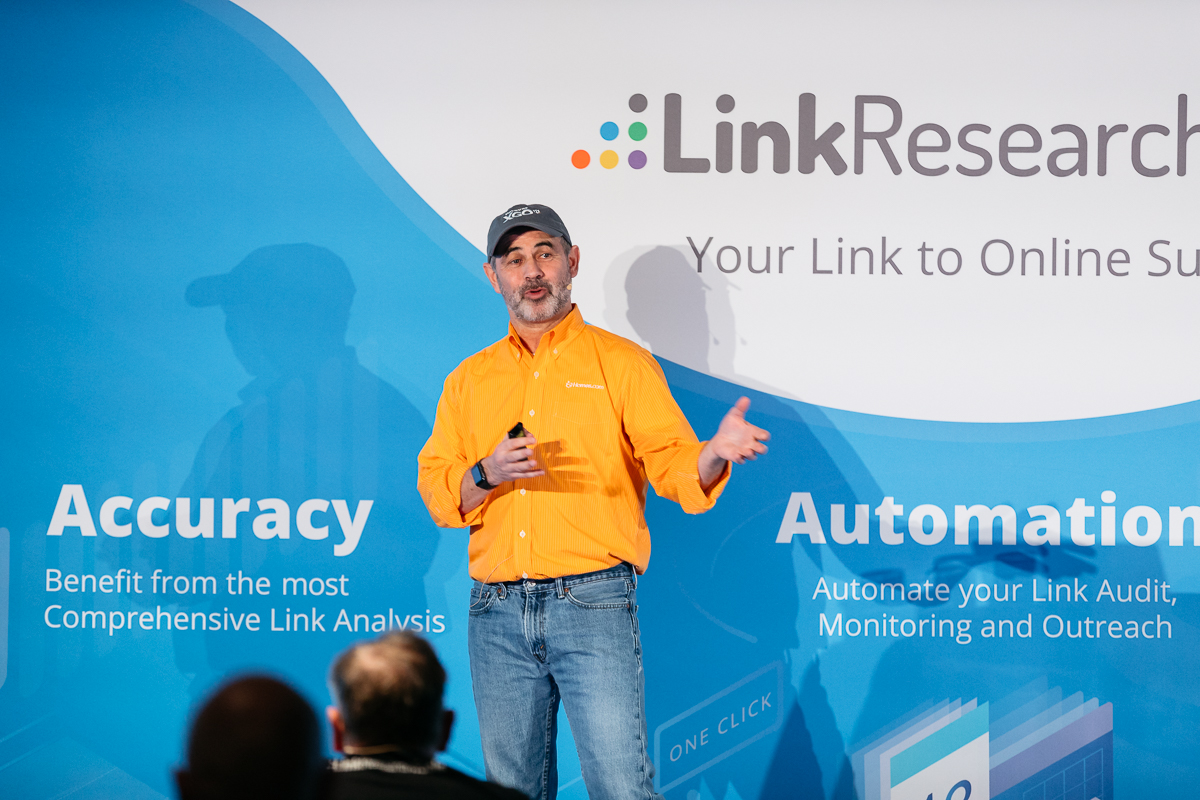 LinkResearch
Your Link to Online Su
XGO
Accuracy
Benefit from the most
Comprehensive Link Analysis
Automation
Automate your Link Audit,
Monitoring and Outreach
ONE CLICK